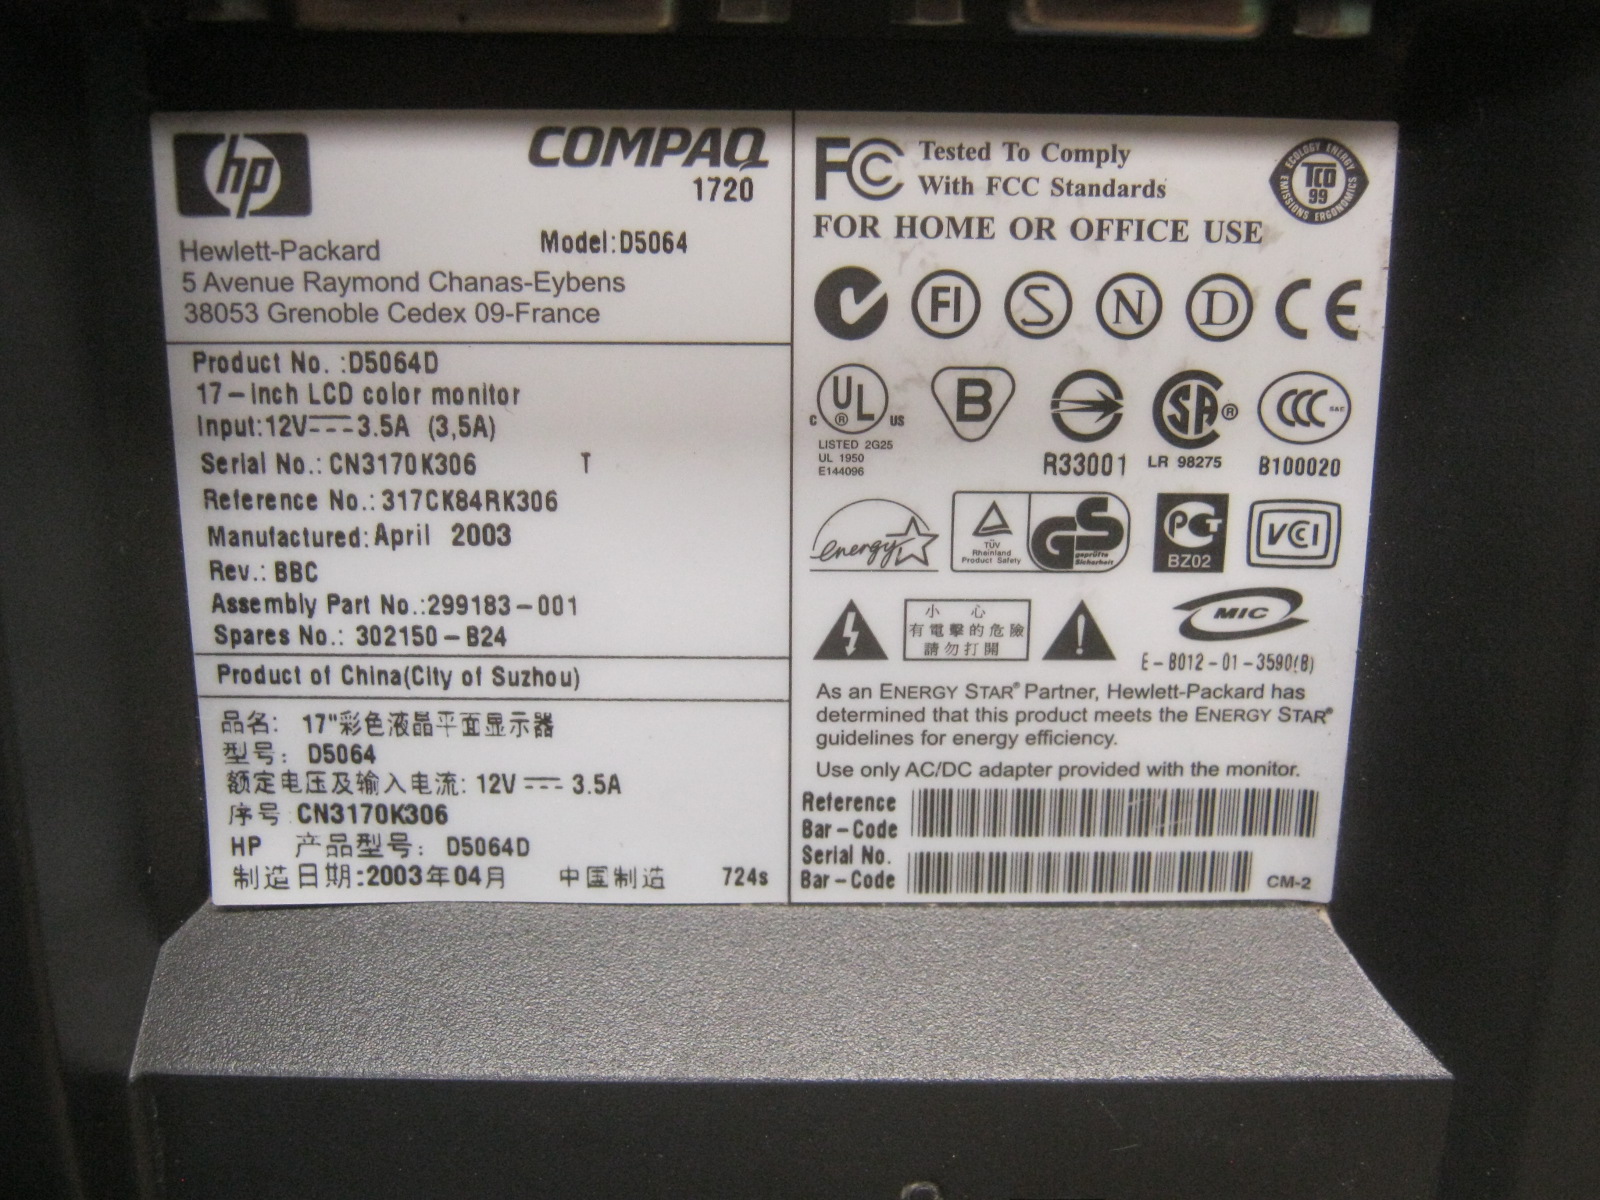 hp
COMPAQ
1720
Hewlett-Packard
Model:D5064
5 Avenue Raymond Chanas-Eybens
38053 Grenoble Cedex 09-France
Product No. :D5064D
17-inch LCD color monitor
Input:12V⎓3.5A (3,5A)
Serial No.: CN3170K306 T
Reference No.: 317CK84RK306
Manufactured: April 2003
Rev.: BBC
Assembly Part No.:299183-001
Spares No.: 302150-B24
Product of China(City of Suzhou)
品名: 17"彩色液晶平面显示器
型号: D5064
额定电压及输入电流: 12V⎓3.5A
序号:CN3170K306
HP 产品型号: D5064D
制造日期:2003年04月 中国制造 724s
FC Tested To Comply
With FCC Standards
FOR HOME OR OFFICE USE
ECOLOGY ENERGY
TCO
99
EMISSIONS ERGONOMICS
FI S N D CE
C UL ® US
LISTED 2G25
UL 1950
E144096
B
R33001
SA®
LR 98275
CCC S&E
B100020
energy
TÜV
Rheinland
Product Safety
GS
geprüfte
Sicherheit
PCT
BZ02
VCCI
小心
有電擊的危險
請勿打開
!
MIC
E-B012-01-3590(B)
As an ENERGY STAR® Partner, Hewlett-Packard has
determined that this product meets the ENERGY STAR®
guidelines for energy efficiency.
Use only AC/DC adapter provided with the monitor.
Reference
Bar-Code
Serial No.
Bar-Code
CM-2